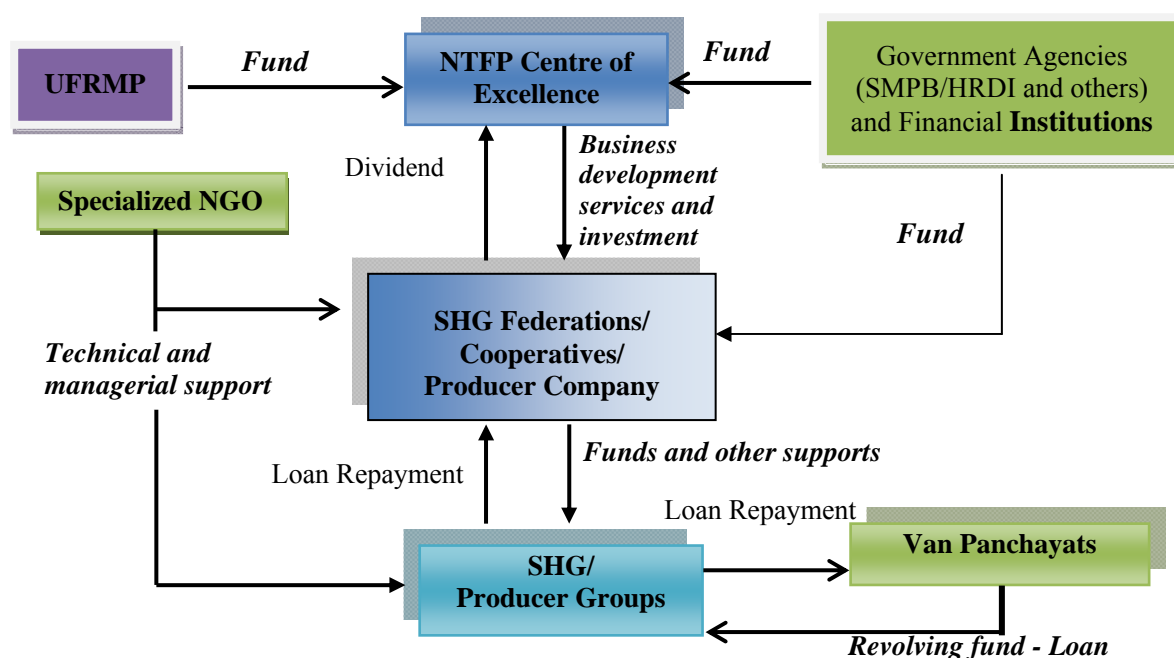 UFRMP
Fund
NTFP Centre of
Excellence
Fund
Government Agencies
(SMPB/HRDI and others)
and Financial Institutions
Dividend
Business
development
services and
investment
Specialized NGO
Fund
SHG Federations/
Cooperatives/
Producer Company
Technical and
managerial support
Loan Repayment
Funds and other supports
Loan Repayment
SHG/
Producer Groups
Van Panchayats
Revolving fund - Loan